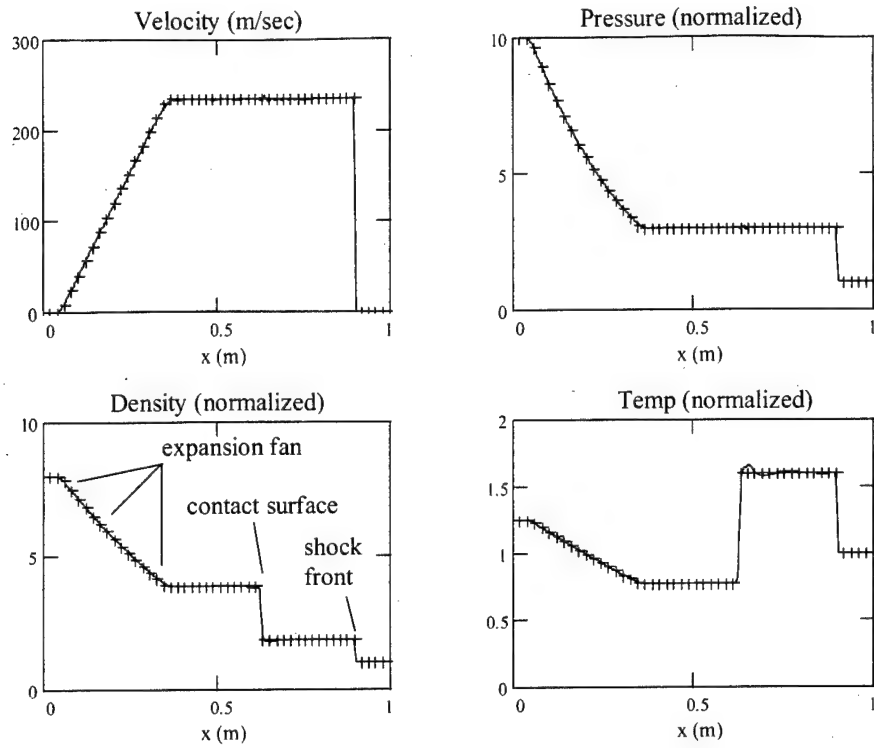 Velocity (m/sec)
300
200
100
0
0
0.5
1
x (m)
Pressure (normalized)
10
5
0
0
0.5
1
x (m)
Density (normalized)
10
5
0
expansion fan
contact surface
shock
front
0
0.5
1
x (m)
Temp (normalized)
2
1.5
1
0.5
0
0
0.5
1
x (m)